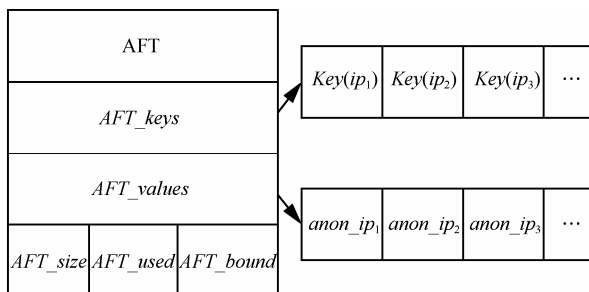 AFT
AFT_keys
AFT_values
AFT_size AFT_used AFT_bound
Key(ip₁) Key(ip₂) Key(ip₃) ···
anon_ip₁ anon_ip₂ anon_ip₃ ···